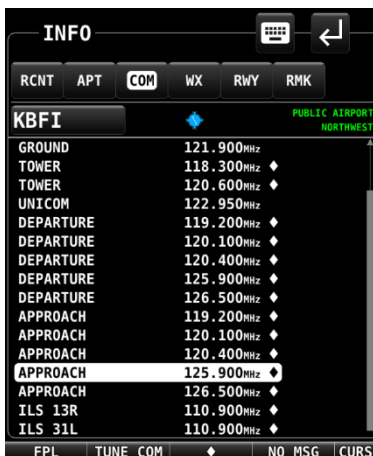 INFO
RCNT APT COM WX RWY RMK
KBFI PUBLIC AIRPORT
NORTHWEST
GROUND 121.900MHz
TOWER 118.300MHz ♦
TOWER 120.600MHz ♦
UNICOM 122.950MHz
DEPARTURE 119.200MHz ♦
DEPARTURE 120.100MHz ♦
DEPARTURE 120.400MHz ♦
DEPARTURE 125.900MHz ♦
DEPARTURE 126.500MHz ♦
APPROACH 119.200MHz ♦
APPROACH 120.100MHz ♦
APPROACH 120.400MHz ♦
APPROACH 125.900MHz ♦
APPROACH 126.500MHz ♦
ILS 13R 110.900MHz ♦
ILS 31L 110.900MHz ♦
FPL TUNE COM ♦ NO MSG CURS